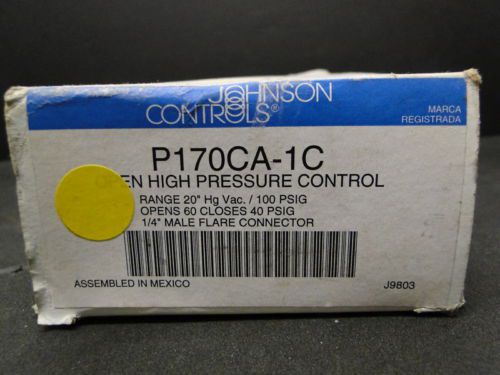 JOHNSON
CONTROLS®
MARCA
REGISTRADA
P170CA-1C
HIGH PRESSURE CONTROL
RANGE 20" Hg Vac. / 100 PSIG
OPENS 60 CLOSES 40 PSIG
1/4" MALE FLARE CONNECTOR
ASSEMBLED IN MEXICO
J9803